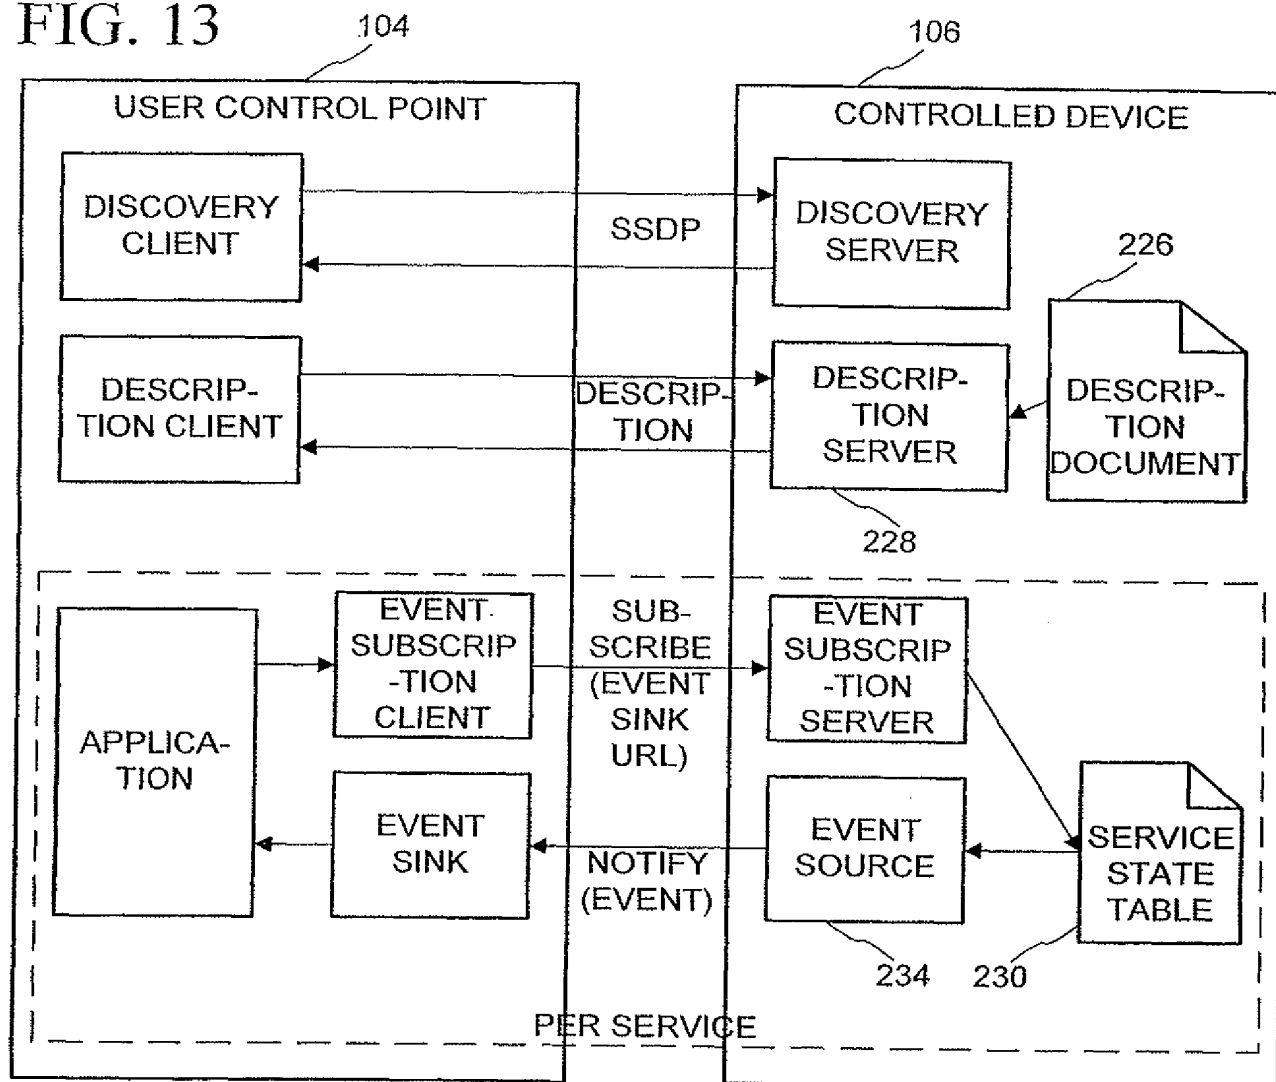 FIG. 13
104
106
USER CONTROL POINT
CONTROLLED DEVICE
DISCOVERY
CLIENT
SSDP
DISCOVERY
SERVER
226
DESCRIP-
TION CLIENT
DESCRIP-
TION
DESCRIP-
TION
SERVER
DESCRIP-
TION
DOCUMENT
228
APPLICA-
TION
EVENT
SUBSCRIP
-TION
CLIENT
SUB-
SCRIBE
(EVENT
SINK
URL)
EVENT
SUBSCRIP
-TION
SERVER
EVENT
SINK
NOTIFY
(EVENT)
EVENT
SOURCE
SERVICE
STATE
TABLE
234
230
PER SERVICE